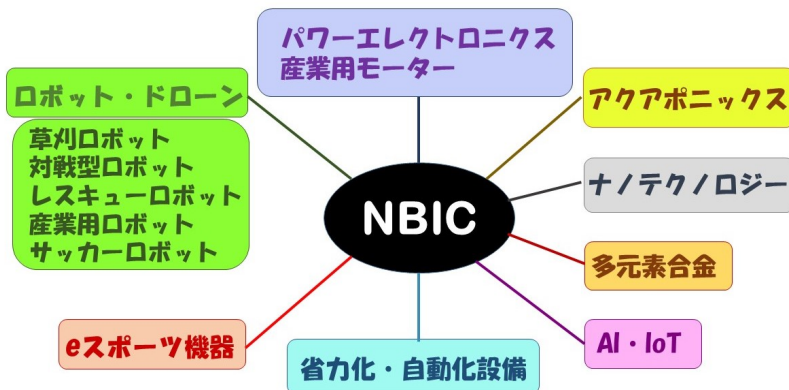 パワーエレクトロニクス
産業用モーター
ロボット・ドローン
草刈ロボット
対戦型ロボット
レスキューロボット
産業用ロボット
サッカーロボット
アクアポニックス
ナノテクノロジー
NBIC
多元素合金
eスポーツ機器
省力化・自動化設備
AI・IoT